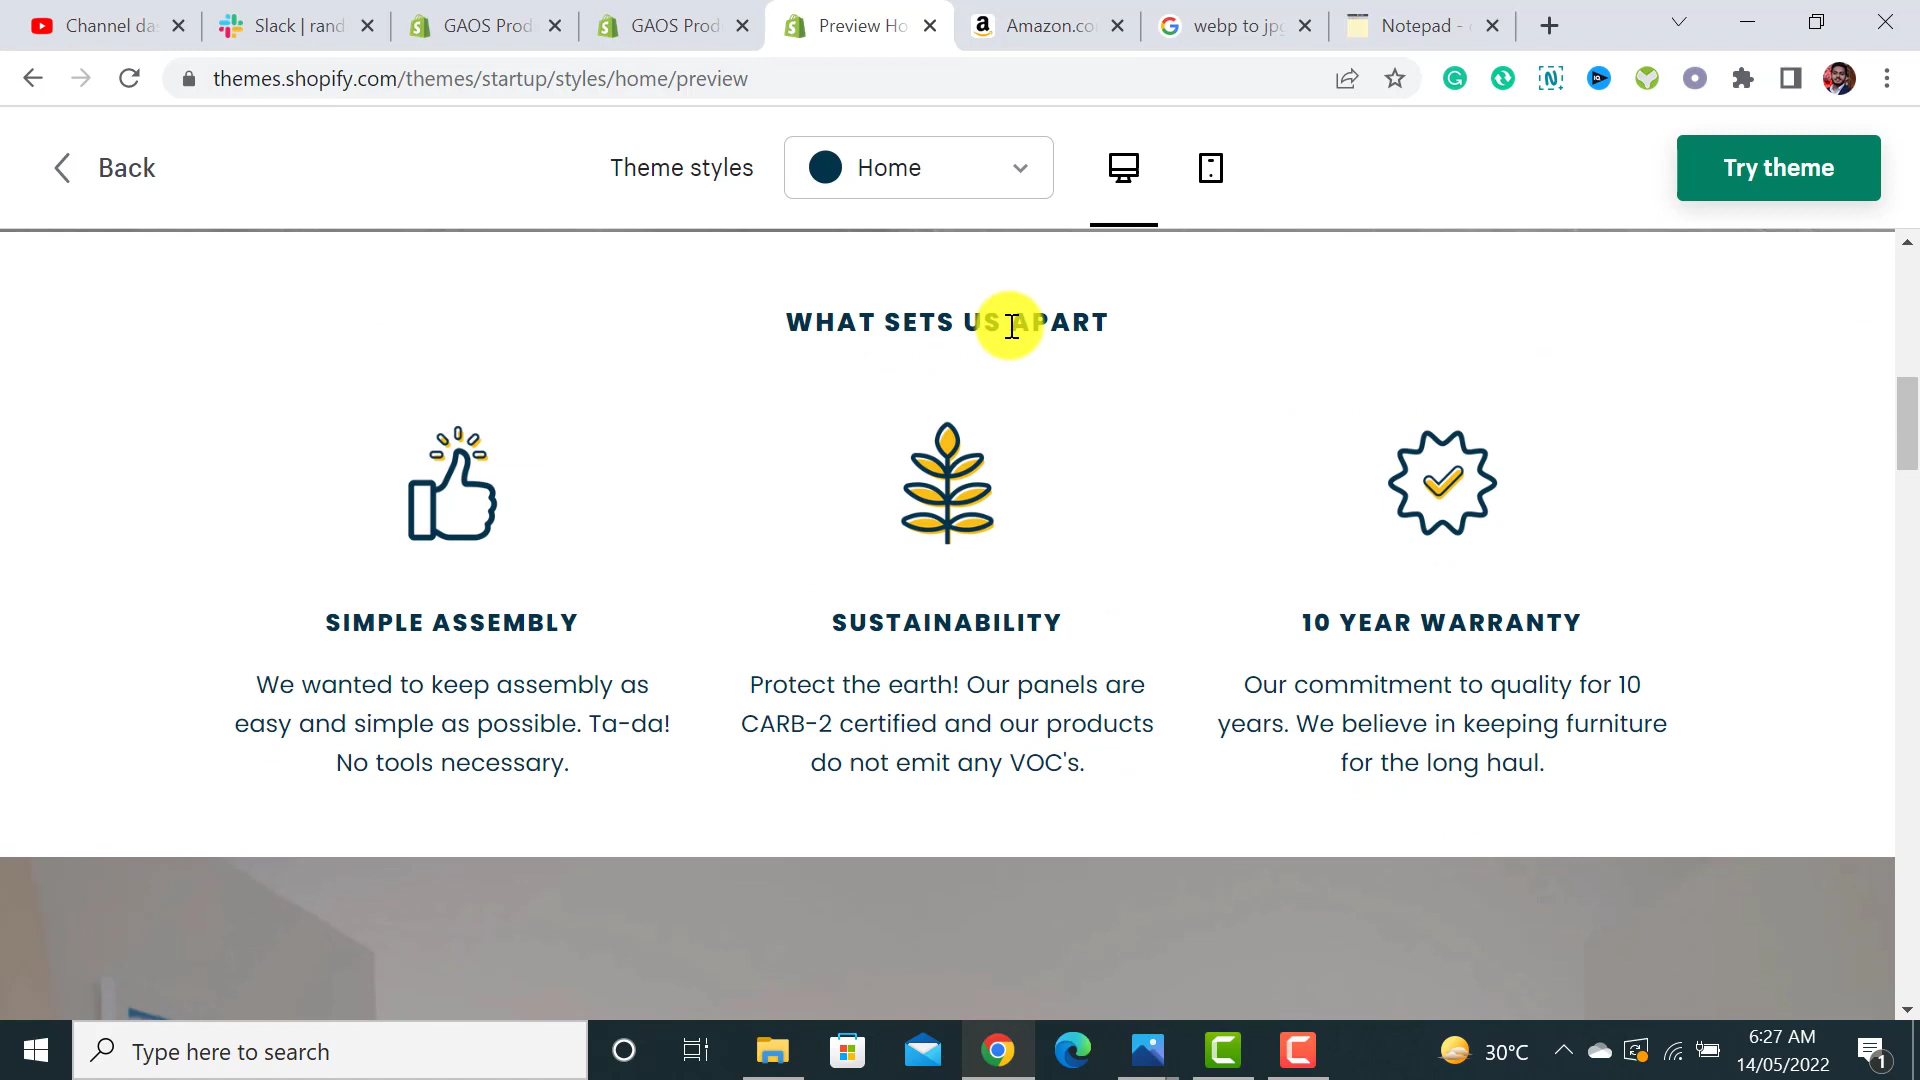 Channel da
Slack | rand
GAOS Prod
GAOS Prod
Preview Ho
Amazon.co
webp to jpg
Notepad -
themes.shopify.com/themes/startup/styles/home/preview
Back
Theme styles
Home
Try theme
WHAT SETS US APART
SIMPLE ASSEMBLY
We wanted to keep assembly as
easy and simple as possible. Ta-da!
No tools necessary.
SUSTAINABILITY
Protect the earth! Our panels are
CARB-2 certified and our products
do not emit any VOC's.
10 YEAR WARRANTY
Our commitment to quality for 10
years. We believe in keeping furniture
for the long haul.
Type here to search
30°C
6:27 AM
14/05/2022
1